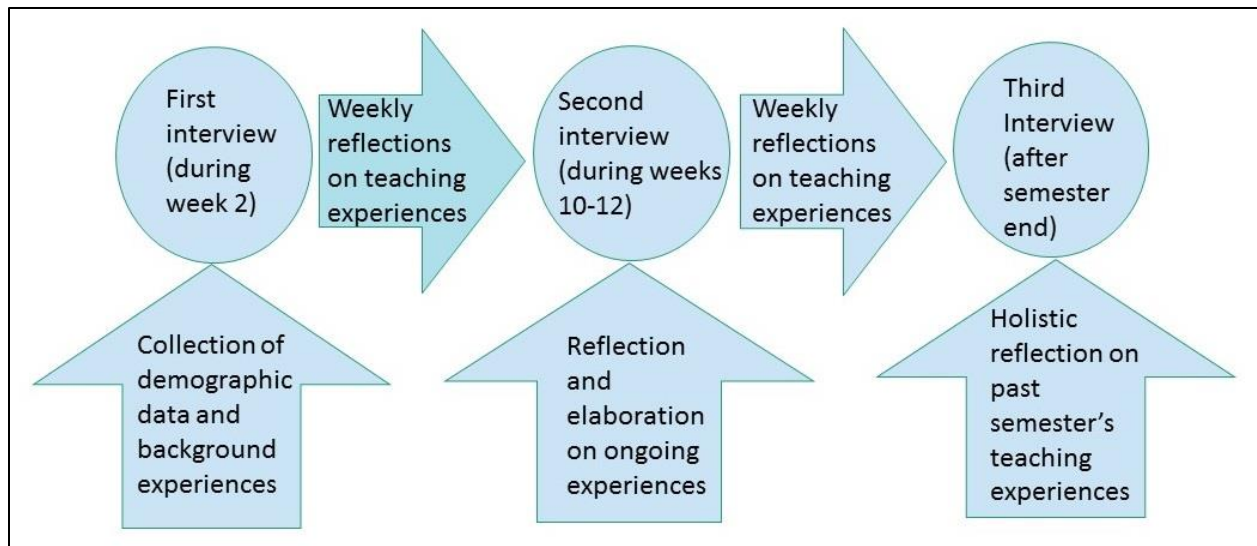 First
interview
(during
week 2)
Weekly
reflections
on teaching
experiences
Second
interview
(during weeks
10-12)
Weekly
reflections
on teaching
experiences
Third
Interview
(after
semester
end)
Collection of
demographic
data and
background
experiences
Reflection
and
elaboration
on ongoing
experiences
Holistic
reflection on
past
semester’s
teaching
experiences